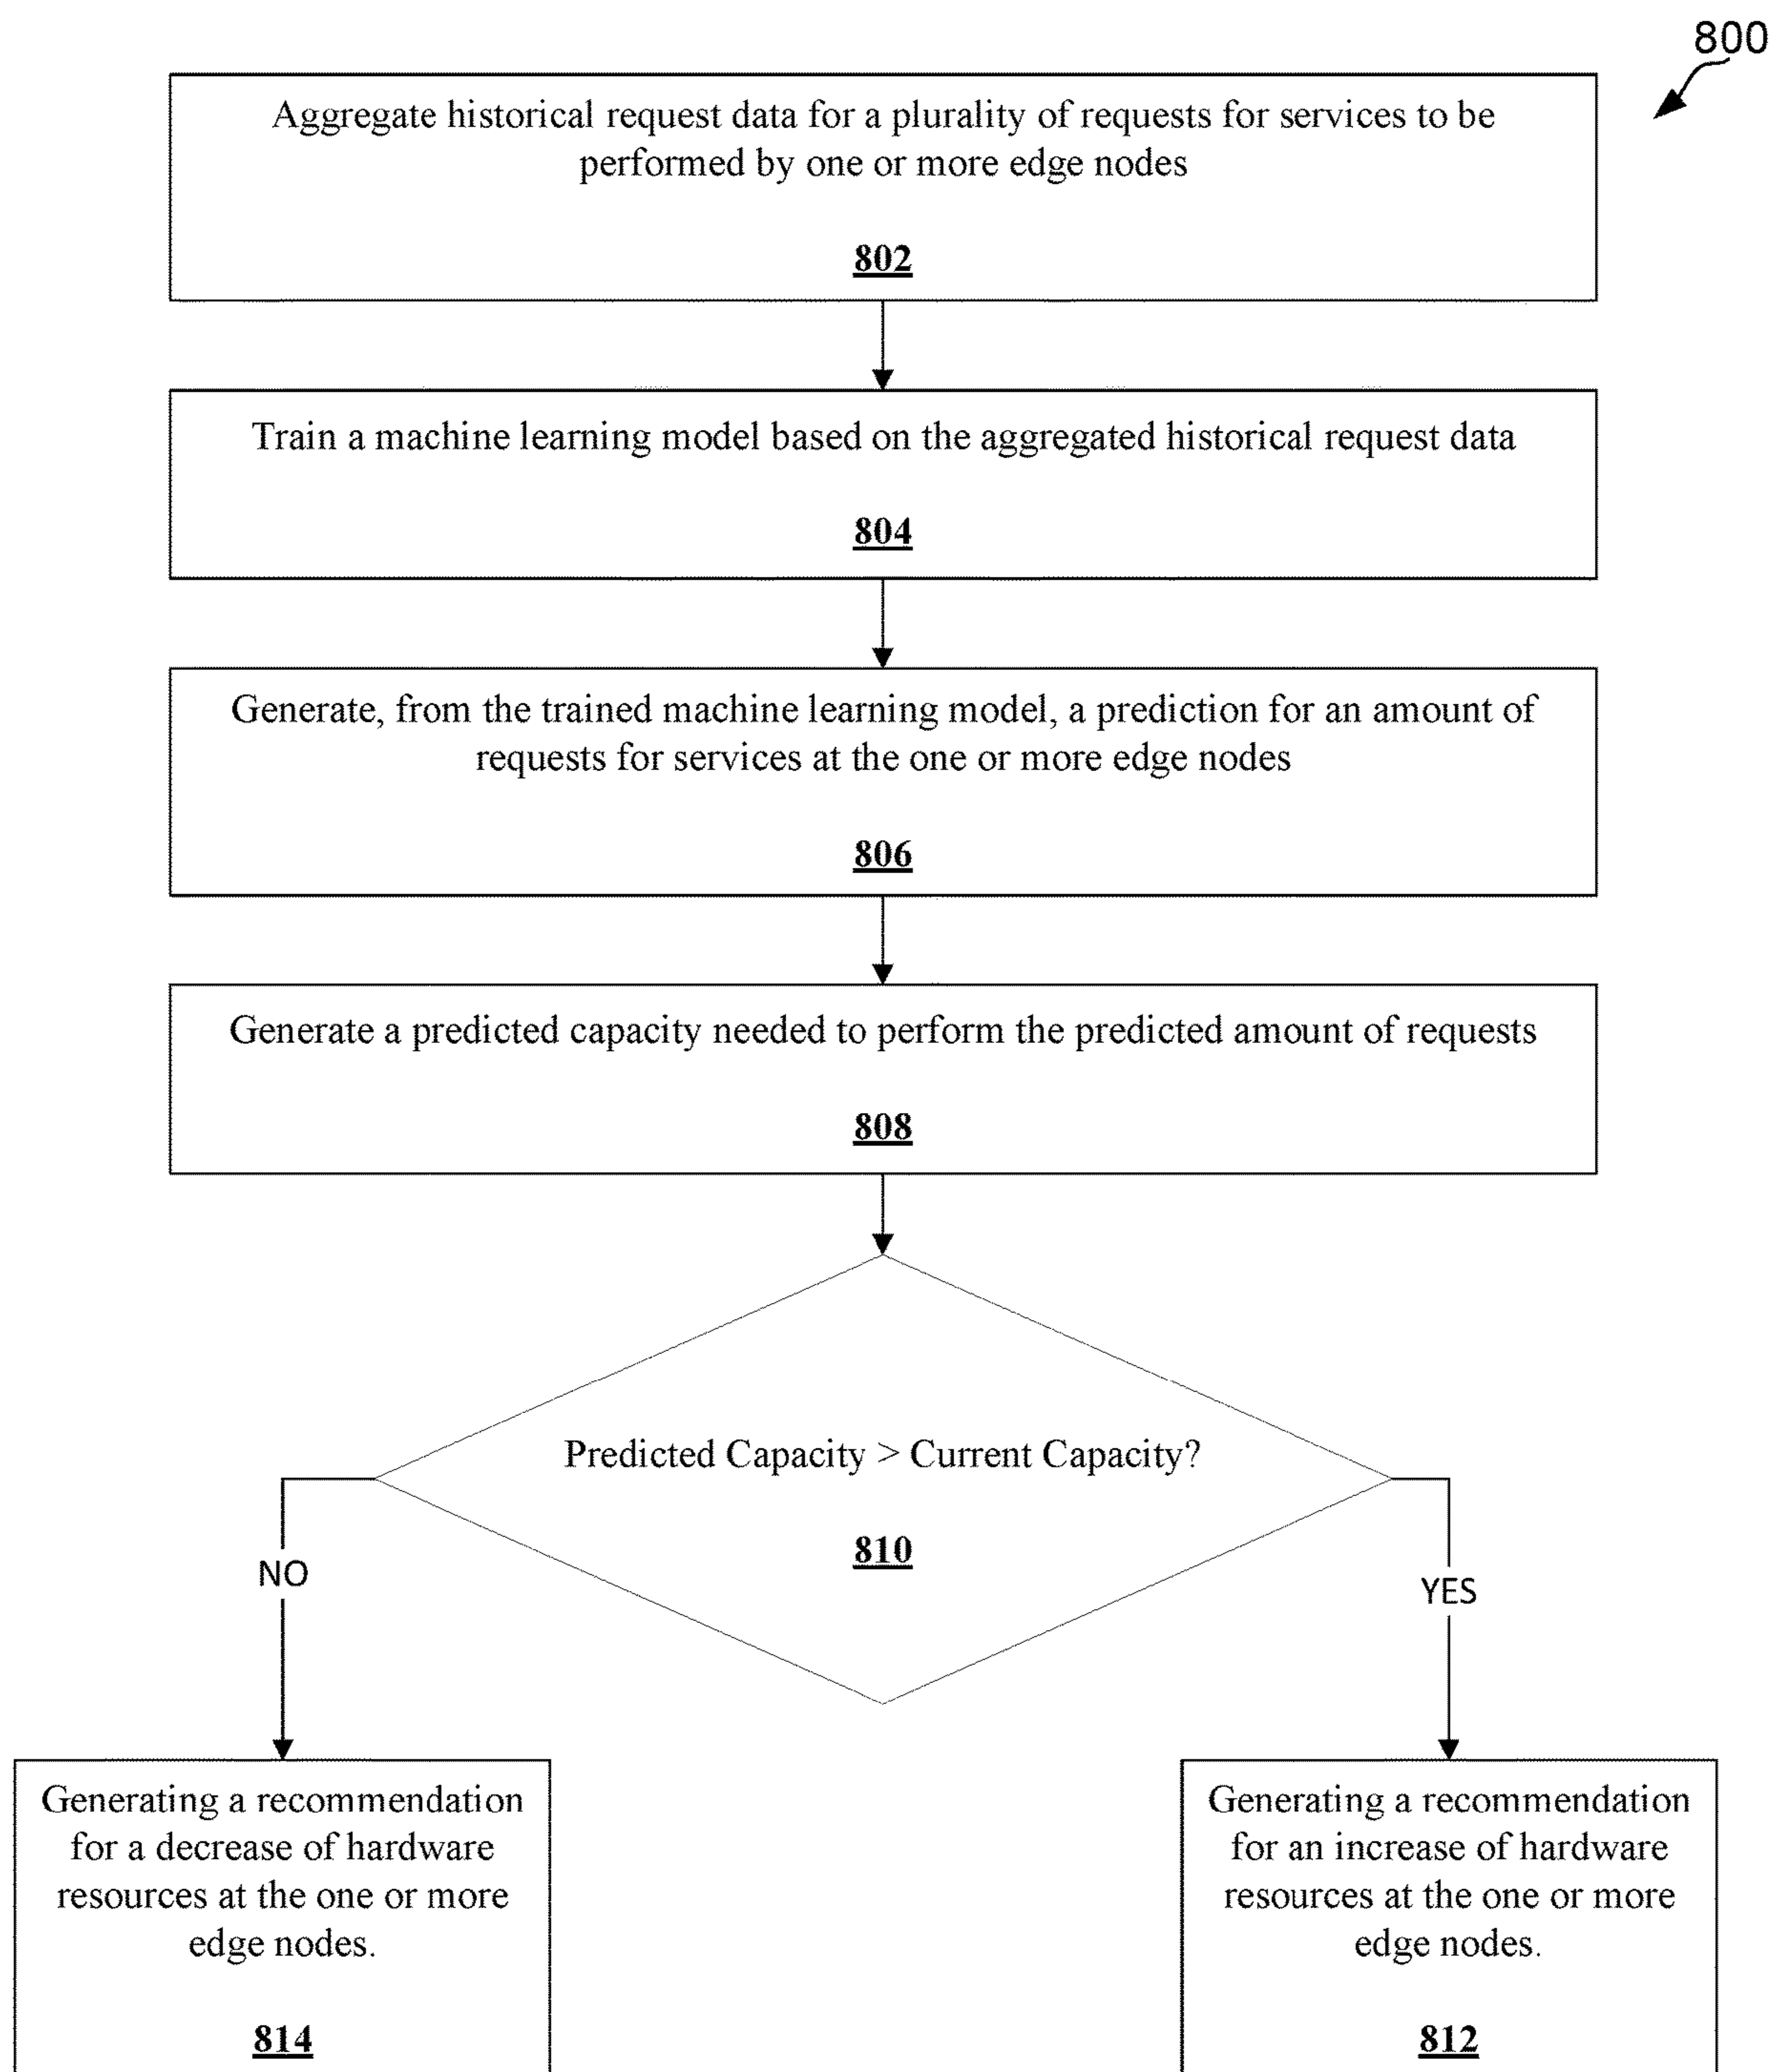 800
Aggregate historical request data for a plurality of requests for services to be
performed by one or more edge nodes
802
Train a machine learning model based on the aggregated historical request data
804
Generate, from the trained machine learning model, a prediction for an amount of
requests for services at the one or more edge nodes
806
Generate a predicted capacity needed to perform the predicted amount of requests
808
Predicted Capacity > Current Capacity?
810
NO
YES
Generating a recommendation
for a decrease of hardware
resources at the one or more
edge nodes.
814
Generating a recommendation
for an increase of hardware
resources at the one or more
edge nodes.
812